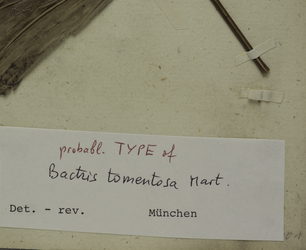 probabl. TYPE of
Bactris tomentosa Mart.
Det. - rev. München